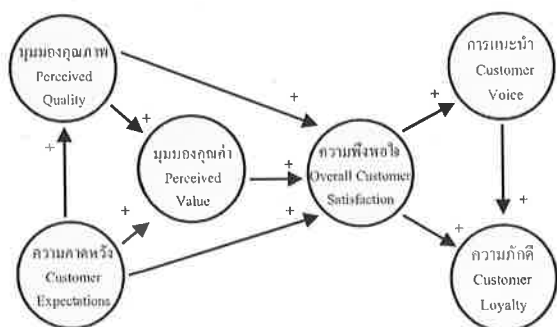 มุมมองคุณภาพ
Perceived
Quality
+
+
+
มุมมองคุณค่า
Perceived
Value
+
+
ความคาดหวัง
Customer
Expectations
+
ความพึงพอใจ
Overall Customer
Satisfaction
+
+
การแนะนำ
Customer
Voice
+
+
ความภักดี
Customer
Loyalty